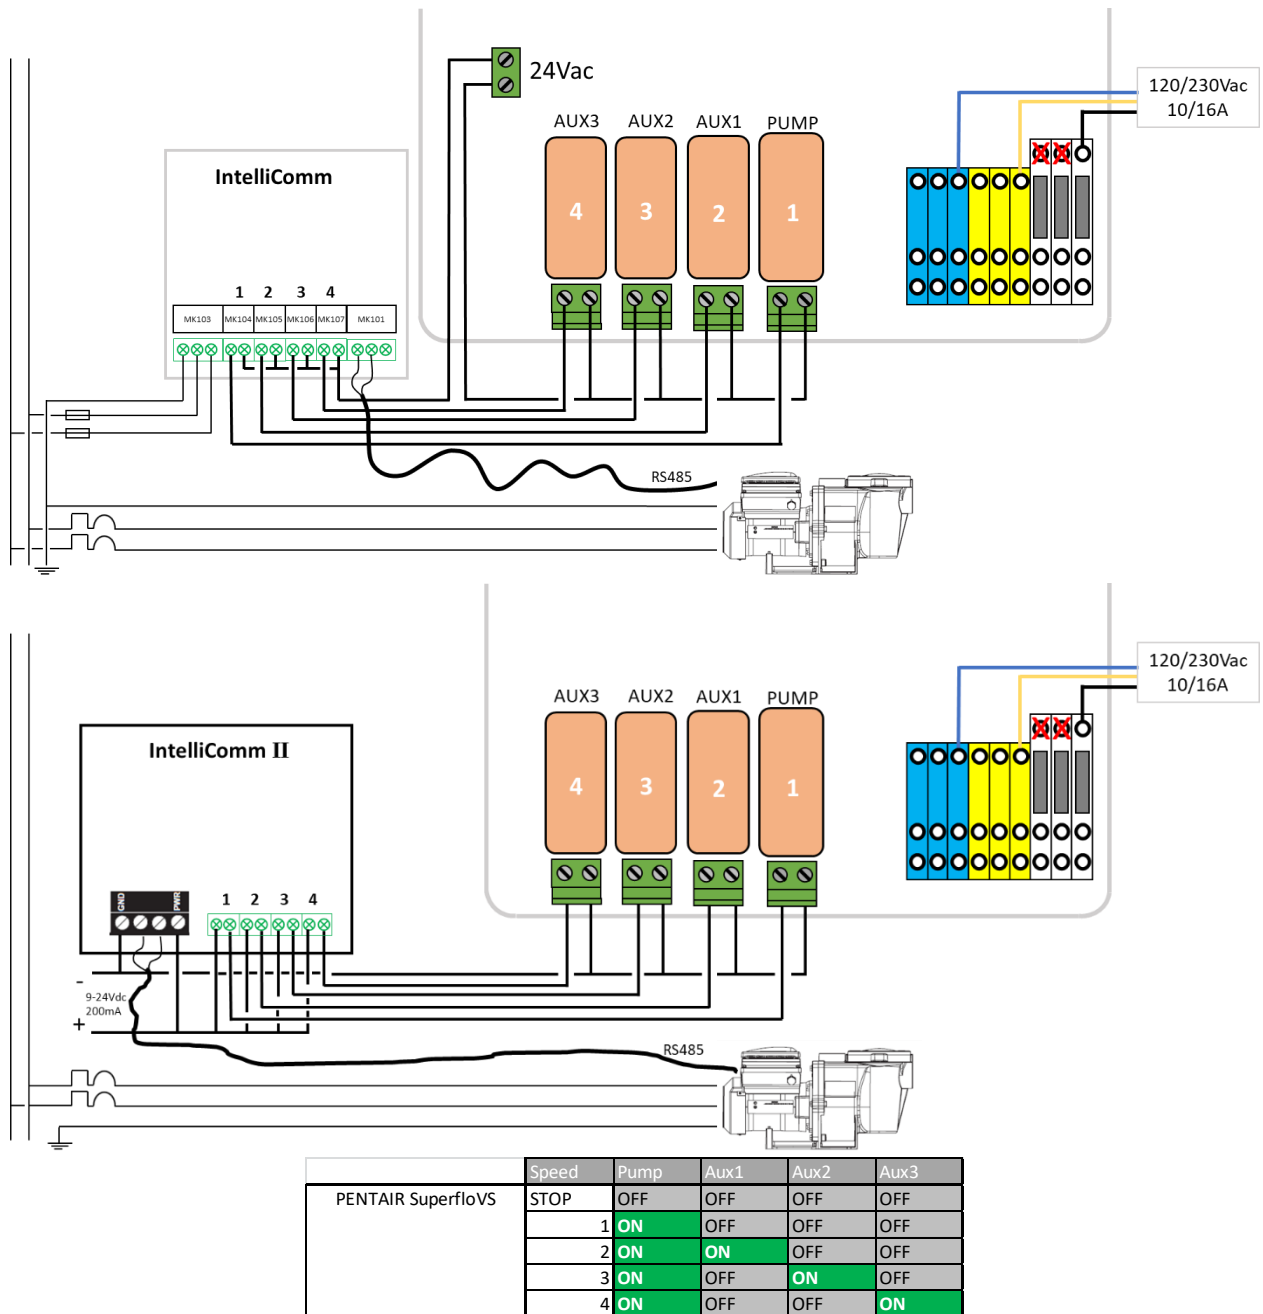 24Vac
120/230Vac
10/16A
AUX3 AUX2 AUX1 PUMP
IntelliComm
4 3 2 1
1 2 3 4
MK103 MK104 MK105 MK106 MK107 MK101
RS485
120/230Vac
10/16A
AUX3 AUX2 AUX1 PUMP
IntelliComm II
4 3 2 1
GND PWR
1 2 3 4
-
9-24Vdc
200mA
+
RS485
Speed Pump Aux1 Aux2 Aux3
PENTAIR SuperfloVS STOP OFF OFF OFF OFF
1 ON OFF OFF OFF
2 ON ON OFF OFF
3 ON OFF ON OFF
4 ON OFF OFF ON